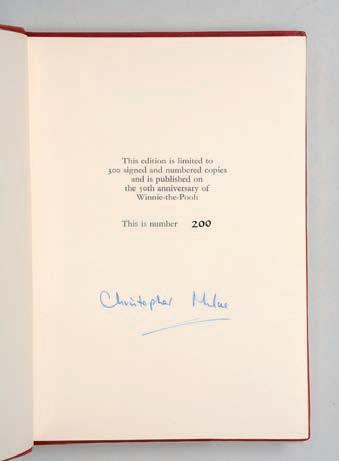 This edition is limited to
300 signed and numbered copies
and is published on
the 50th anniversary of
Winnie-the-Pooh
This is number 200
Christopher Milne